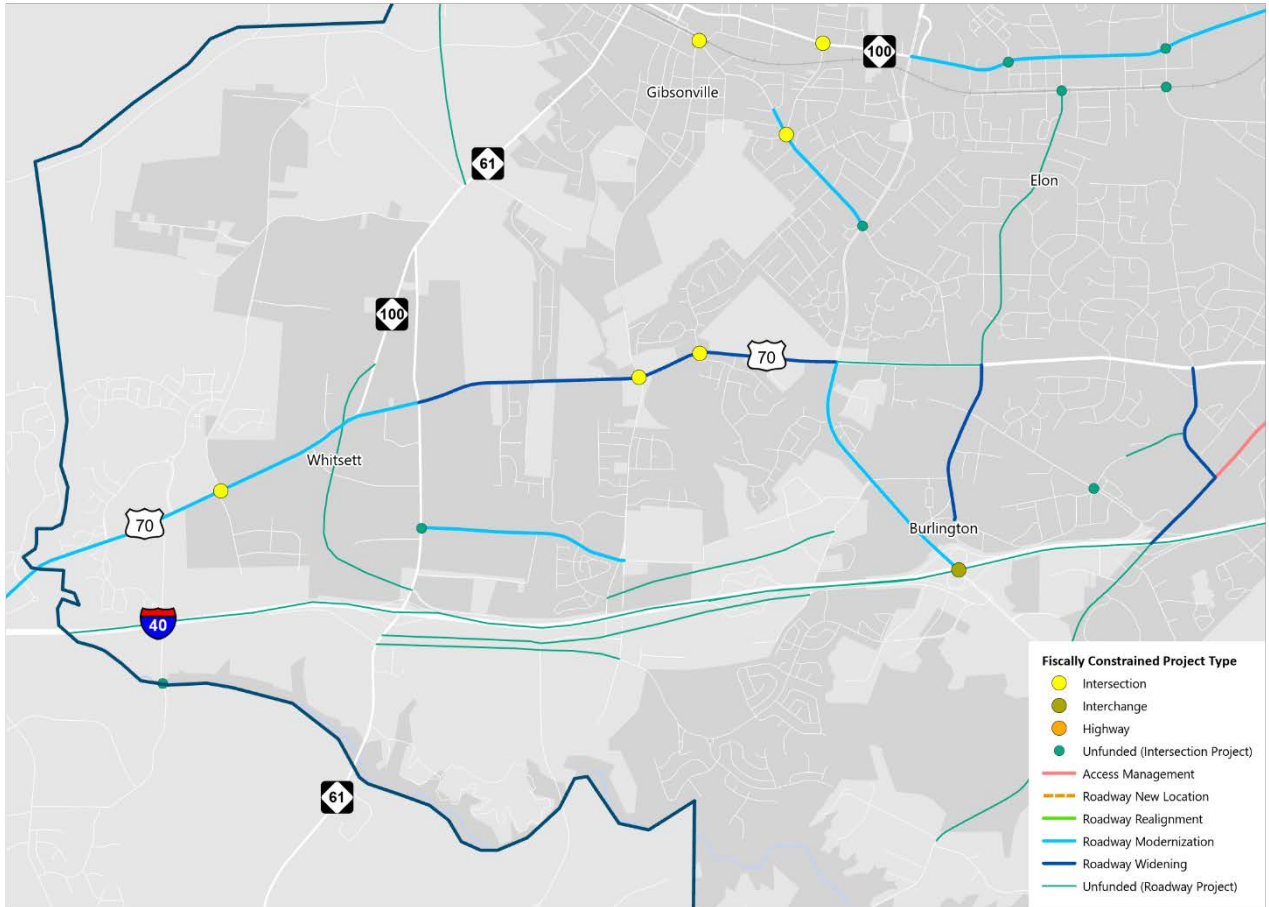 100
Gibsonville
61
Elon
100
70
Whitsett
70
Burlington
40
61
Fiscally Constrained Project Type
Intersection
Interchange
Highway
Unfunded (Intersection Project)
Access Management
Roadway New Location
Roadway Realignment
Roadway Modernization
Roadway Widening
Unfunded (Roadway Project)